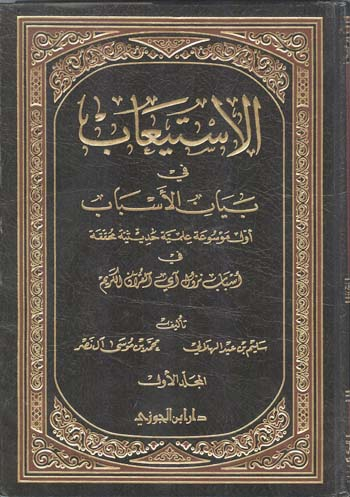 الاستيعاب
في
بيان الأسباب
أول موسوعة علمية حديثية محققة
في
أسباب نزول آي القرآن الكريم
تأليف
سليم بن عيد الهلالي محمد بن موسى آل نصر
المجلد الأول
دار ابن الجوزي